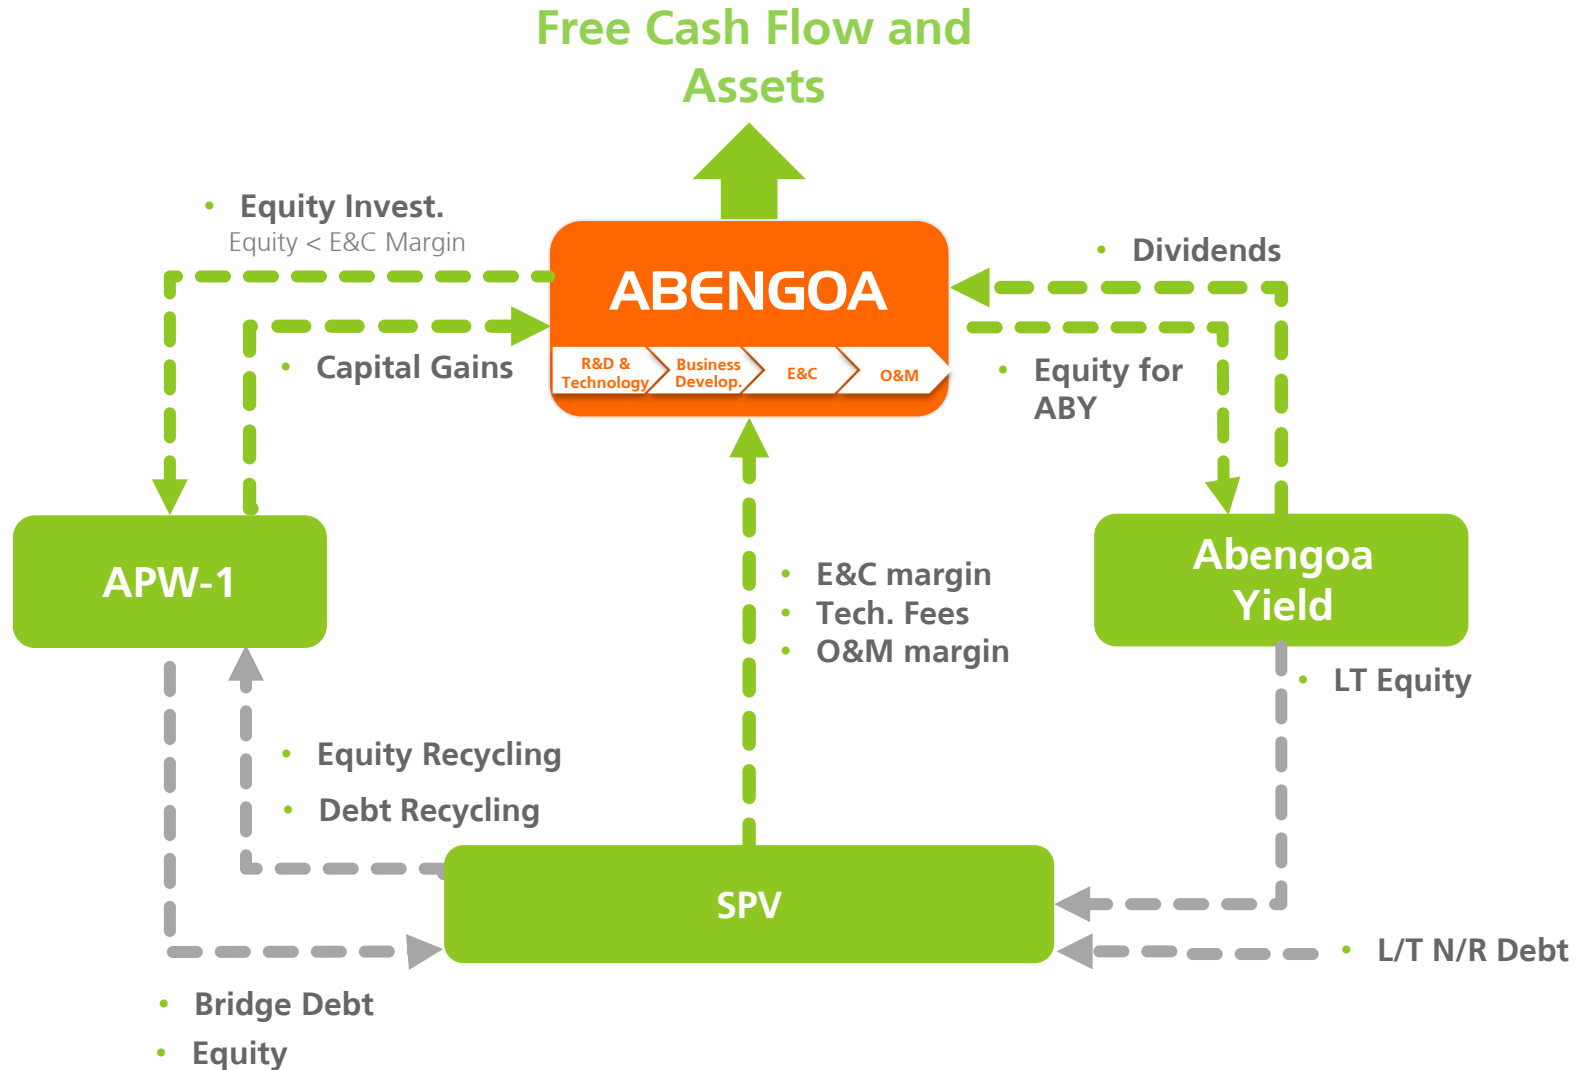 Free Cash Flow and
Assets
• Equity Invest.
Equity < E&C Margin
• Dividends
ABENGOA
• Capital Gains
R&D &
Technology
Business
Develop.
E&C
O&M
• Equity for
ABY
APW-1
Abengoa
Yield
• E&C margin
• Tech. Fees
• O&M margin
• LT Equity
• Equity Recycling
• Debt Recycling
SPV
• L/T N/R Debt
• Bridge Debt
• Equity